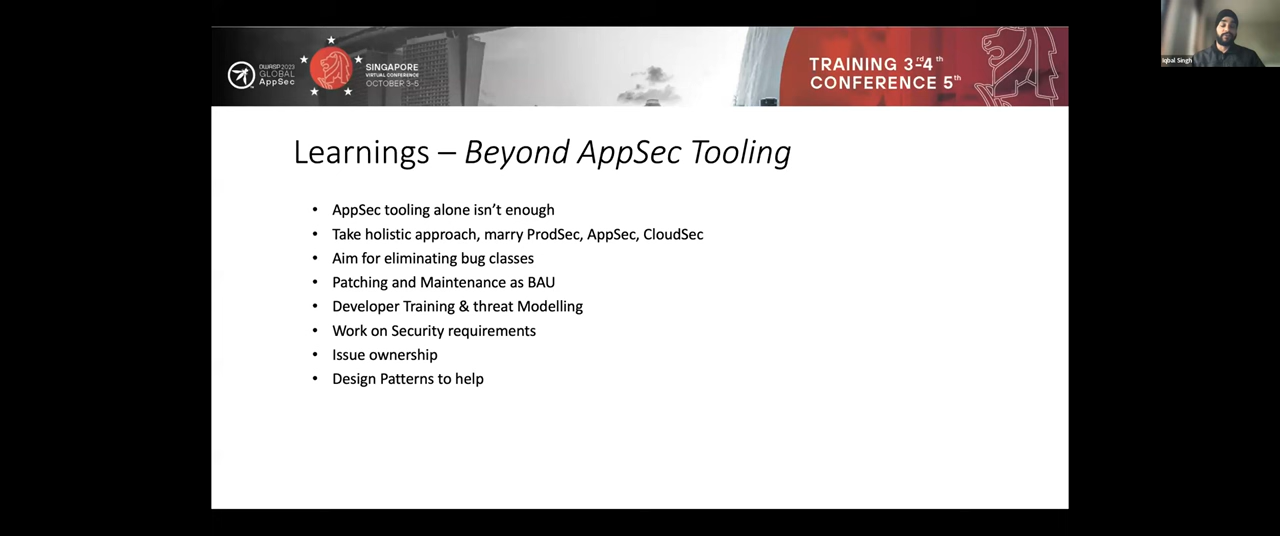 OWASP 2023
GLOBAL
AppSec
SINGAPORE
VIRTUAL CONFERENCE
OCTOBER 3-5
TRAINING 3rd-4th
CONFERENCE 5th
Iqbal Singh
Learnings – Beyond AppSec Tooling
• AppSec tooling alone isn’t enough
• Take holistic approach, marry ProdSec, AppSec, CloudSec
• Aim for eliminating bug classes
• Patching and Maintenance as BAU
• Developer Training & threat Modelling
• Work on Security requirements
• Issue ownership
• Design Patterns to help